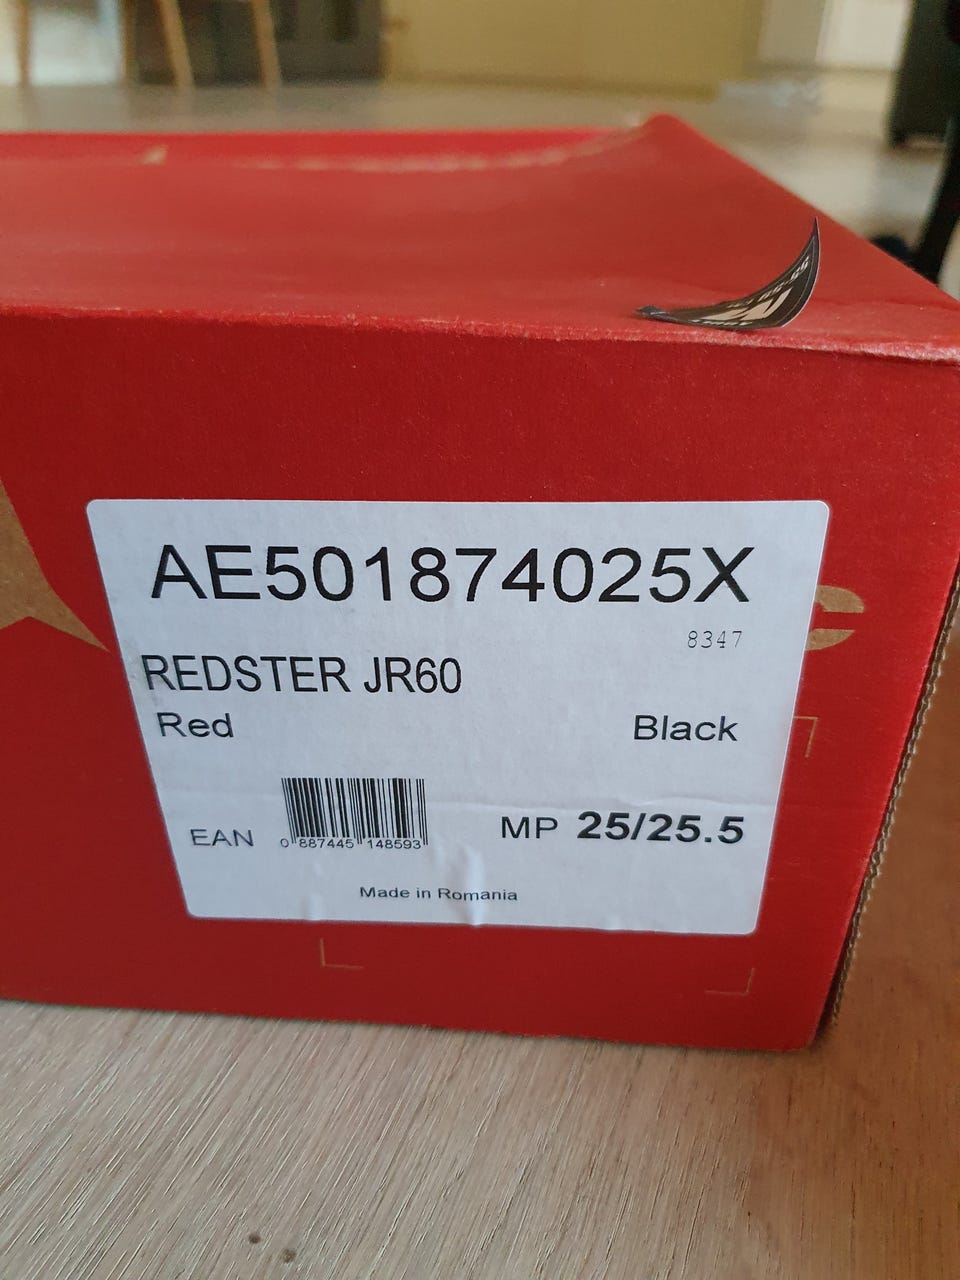 AE501874025X
8347
REDSTER JR60
Red Black
EAN 0 887445 148593 MP 25/25.5
Made in Romania